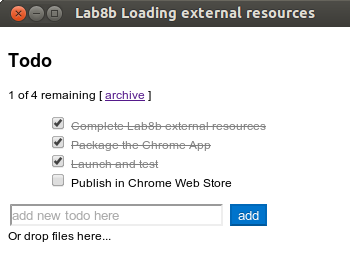 Lab8b Loading external resources
Todo
1 of 4 remaining [ archive ]
Complete Lab8b external resources
Package the Chrome App
Launch and test
Publish in Chrome Web Store
add new todo here add
Or drop files here...